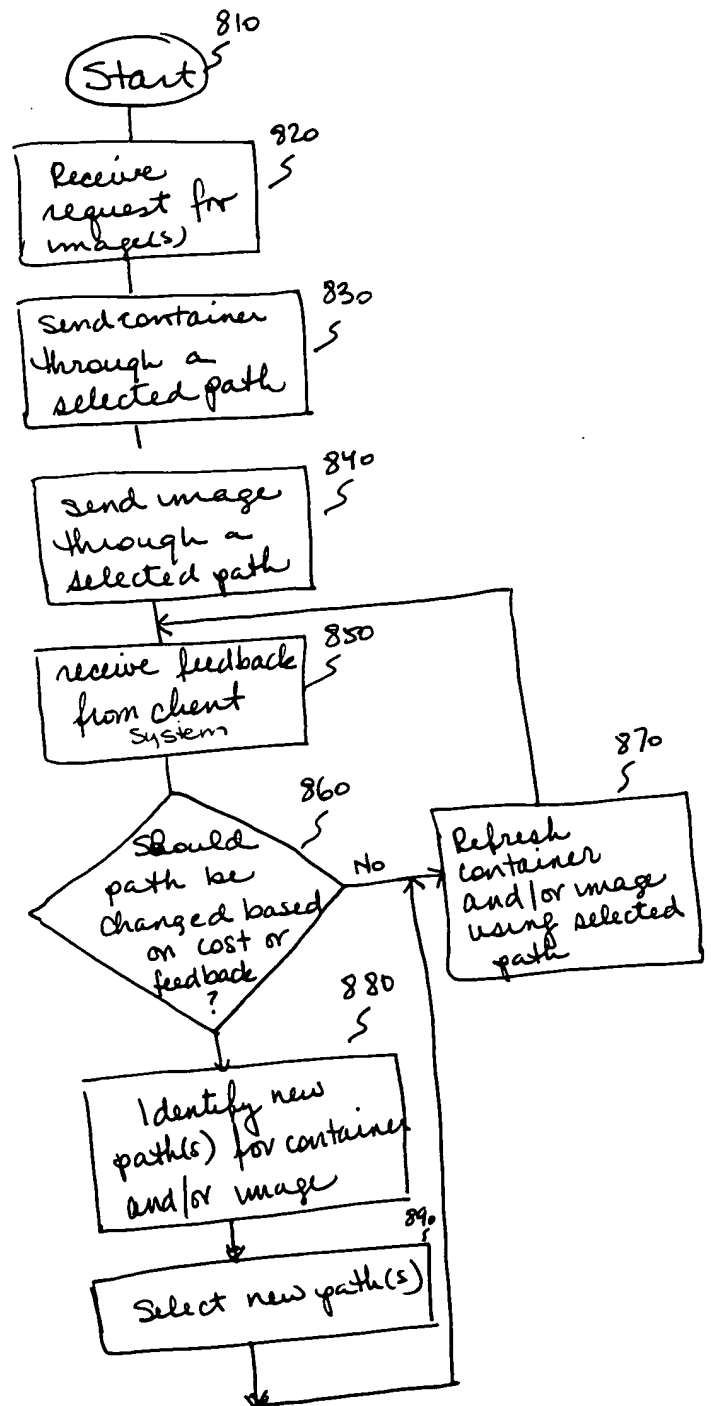 810
Start
820
Receive
request for
image(s)
830
send container
through a
selected path
840
send image
through a
selected path
850
receive feedback
from client
System
860
Should
path be
changed based
on cost or
feedback
?
No
870
Refresh
container
and/or image
using selected
path
880
Identify new
path(s) for container
and/or image
890
Select new path(s)